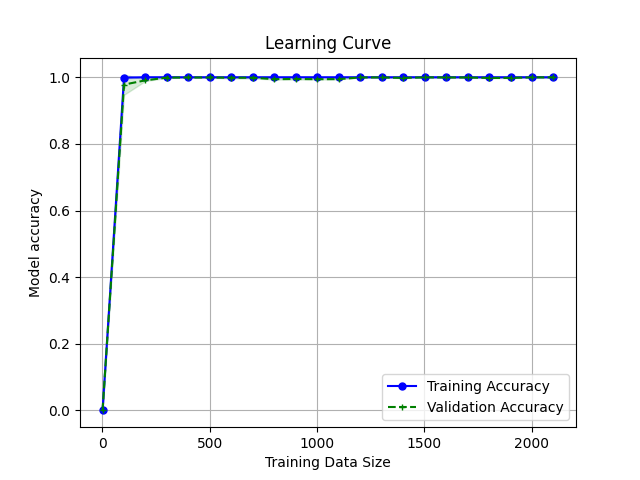 Learning Curve
Model accuracy
1.0
0.8
0.6
0.4
0.2
0.0
0 500 1000 1500 2000
Training Data Size
Training Accuracy
Validation Accuracy